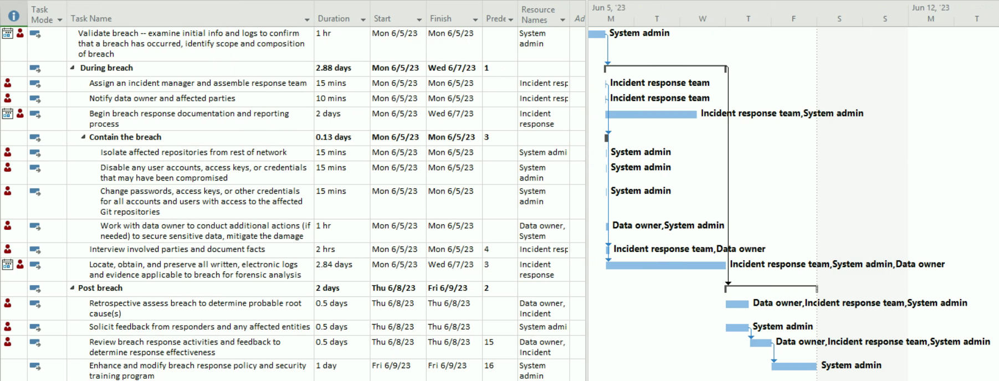 Task Mode	Task Name	Duration	Start	Finish	Prede	Resource Names	Ad
Jun 5, '23	Jun 12, '23
M	T	W	T	F	S	S	M	T
Validate breach -- examine initial info and logs to confirm that a breach has occurred, identify scope and composition of breach	1 hr	Mon 6/5/23	Mon 6/5/23	System admin	System admin
During breach	2.88 days	Mon 6/5/23	Wed 6/7/23	1
Assign an incident manager and assemble response team	15 mins	Mon 6/5/23	Mon 6/5/23	Incident resp	Incident response team
Notify data owner and affected parties	10 mins	Mon 6/5/23	Mon 6/5/23	Incident resp	Incident response team
Begin breach response documentation and reporting process	2 days	Mon 6/5/23	Wed 6/7/23	Incident response	Incident response team,System admin
Contain the breach	0.13 days	Mon 6/5/23	Mon 6/5/23	3
Isolate affected repositories from rest of network	15 mins	Mon 6/5/23	Mon 6/5/23	System admi	System admin
Disable any user accounts, access keys, or credentials that may have been compromised	15 mins	Mon 6/5/23	Mon 6/5/23	System admin	System admin
Change passwords, access keys, or other credentials for all accounts and users with access to the affected Git repositories	15 mins	Mon 6/5/23	Mon 6/5/23	System admin	System admin
Work with data owner to conduct additional actions (if needed) to secure sensitive data, mitigate the damage	1 hr	Mon 6/5/23	Mon 6/5/23	Data owner, System	Data owner,System admin
Interview involved parties and document facts	2 hrs	Mon 6/5/23	Mon 6/5/23	4	Incident resp	Incident response team,Data owner
Locate, obtain, and preserve all written, electronic logs and evidence applicable to breach for forensic analysis	2.84 days	Mon 6/5/23	Wed 6/7/23	3	Incident response	Incident response team,System admin,Data owner
Post breach	2 days	Thu 6/8/23	Fri 6/9/23	2
Retrospective assess breach to determine probable root cause(s)	0.5 days	Thu 6/8/23	Thu 6/8/23	Data owner, Incident	Data owner,Incident response team,System admin
Solicit feedback from responders and any affected entities	0.5 days	Thu 6/8/23	Thu 6/8/23	System admi	System admin
Review breach response activities and feedback to determine response effectiveness	0.5 days	Thu 6/8/23	Thu 6/8/23	15	Data owner, Incident	Data owner,Incident response team,System admin
Enhance and modify breach response policy and security training program	1 day	Fri 6/9/23	Fri 6/9/23	16	System admin	System admin